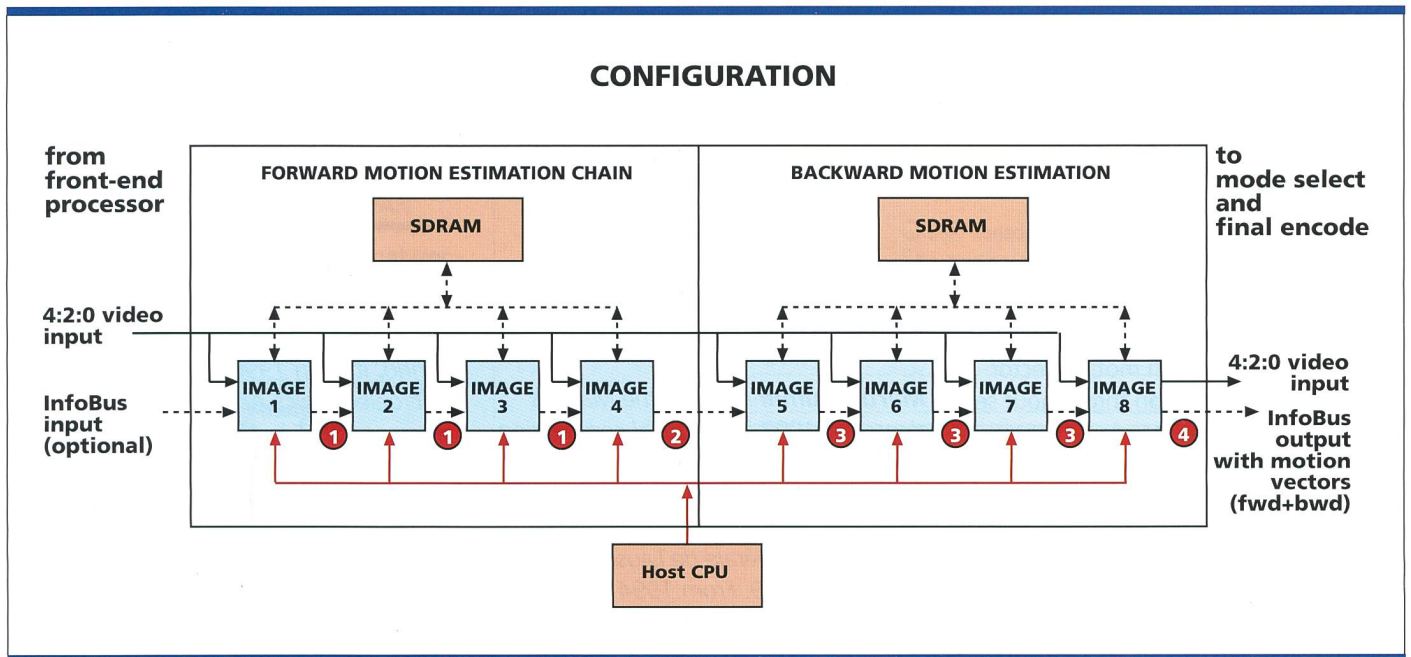 CONFIGURATION
from
front-end
processor
FORWARD MOTION ESTIMATION CHAIN
BACKWARD MOTION ESTIMATION
to
mode select
and
final encode
SDRAM
SDRAM
4:2:0 video
input
IMAGE
1
IMAGE
2
IMAGE
3
IMAGE
4
IMAGE
5
IMAGE
6
IMAGE
7
IMAGE
8
4:2:0 video
input
InfoBus
input
(optional)
1
1
1
2
3
3
3
4
InfoBus
output
with motion
vectors
(fwd+bwd)
Host CPU